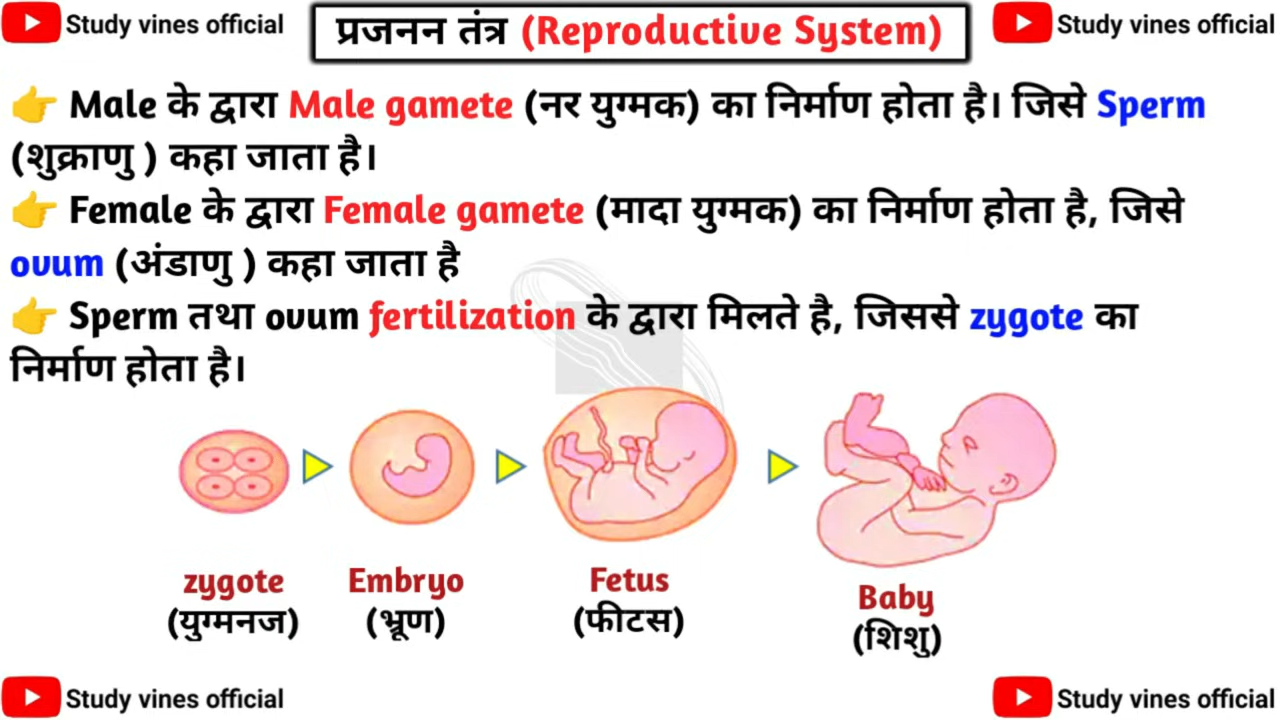 Study vines official
प्रजनन तंत्र (Reproductive System)
Study vines official
👉 Male के द्वारा Male gamete (नर युग्मक) का निर्माण होता है। जिसे Sperm
(शुक्राणु ) कहा जाता है।
👉 Female के द्वारा Female gamete (मादा युग्मक) का निर्माण होता है, जिसे
ovum (अंडाणु ) कहा जाता है
👉 Sperm तथा ovum fertilization के द्वारा मिलते है, जिससे zygote का
निर्माण होता है।
zygote
(युग्मनज)
Embryo
(भ्रूण)
Fetus
(फीटस)
Baby
(शिशु)
Study vines official
Study vines official